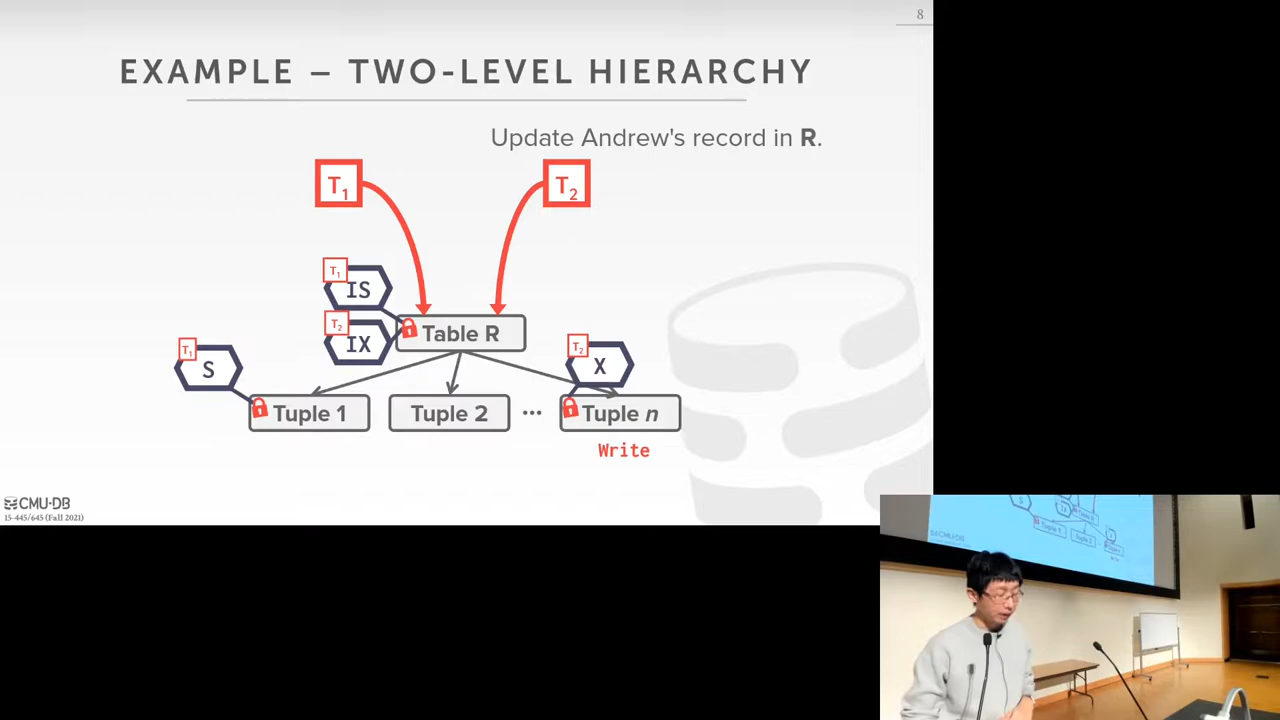 8
EXAMPLE – TWO-LEVEL HIERARCHY
Update Andrew's record in R.
T1
T2
T1
IS
T2
IX
Table R
T1
S
T2
X
Tuple 1
Tuple 2
...
Tuple n
Write
CMU·DB
15-445/645 (Fall 2021)